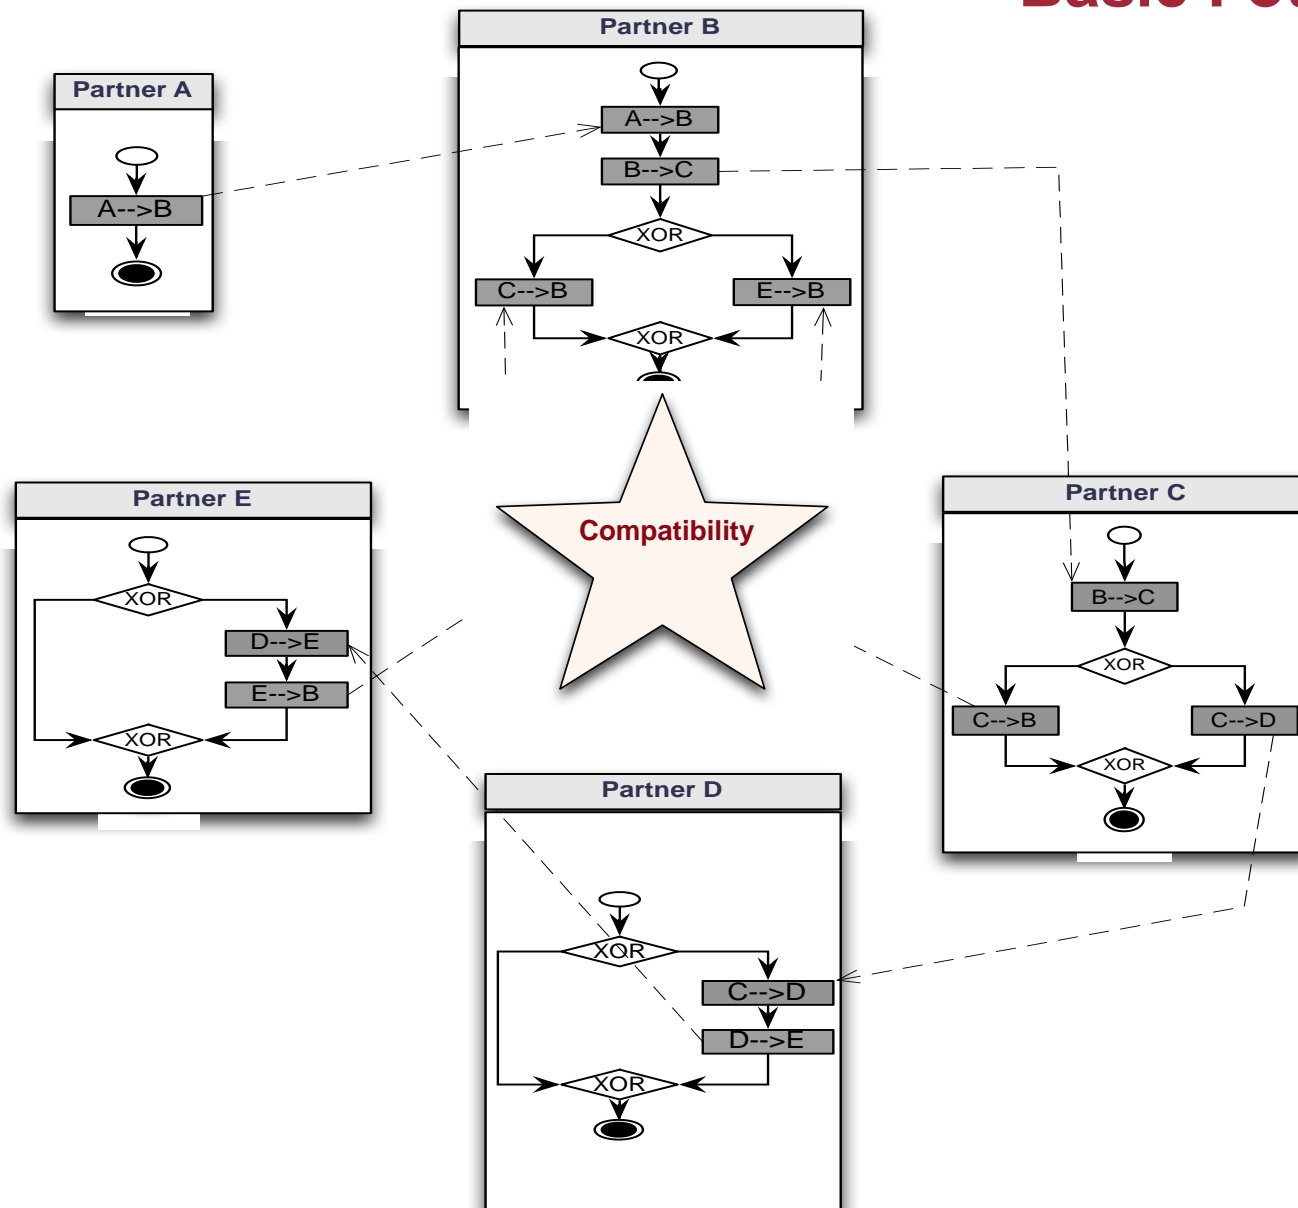 Partner B
A-->B
B-->C
XOR
C-->B
E-->B
XOR
Partner A
A-->B
Compatibility
Partner E
XOR
D-->E
E-->B
XOR
Partner C
B-->C
XOR
C-->B
C-->D
XOR
Partner D
XOR
C-->D
D-->E
XOR